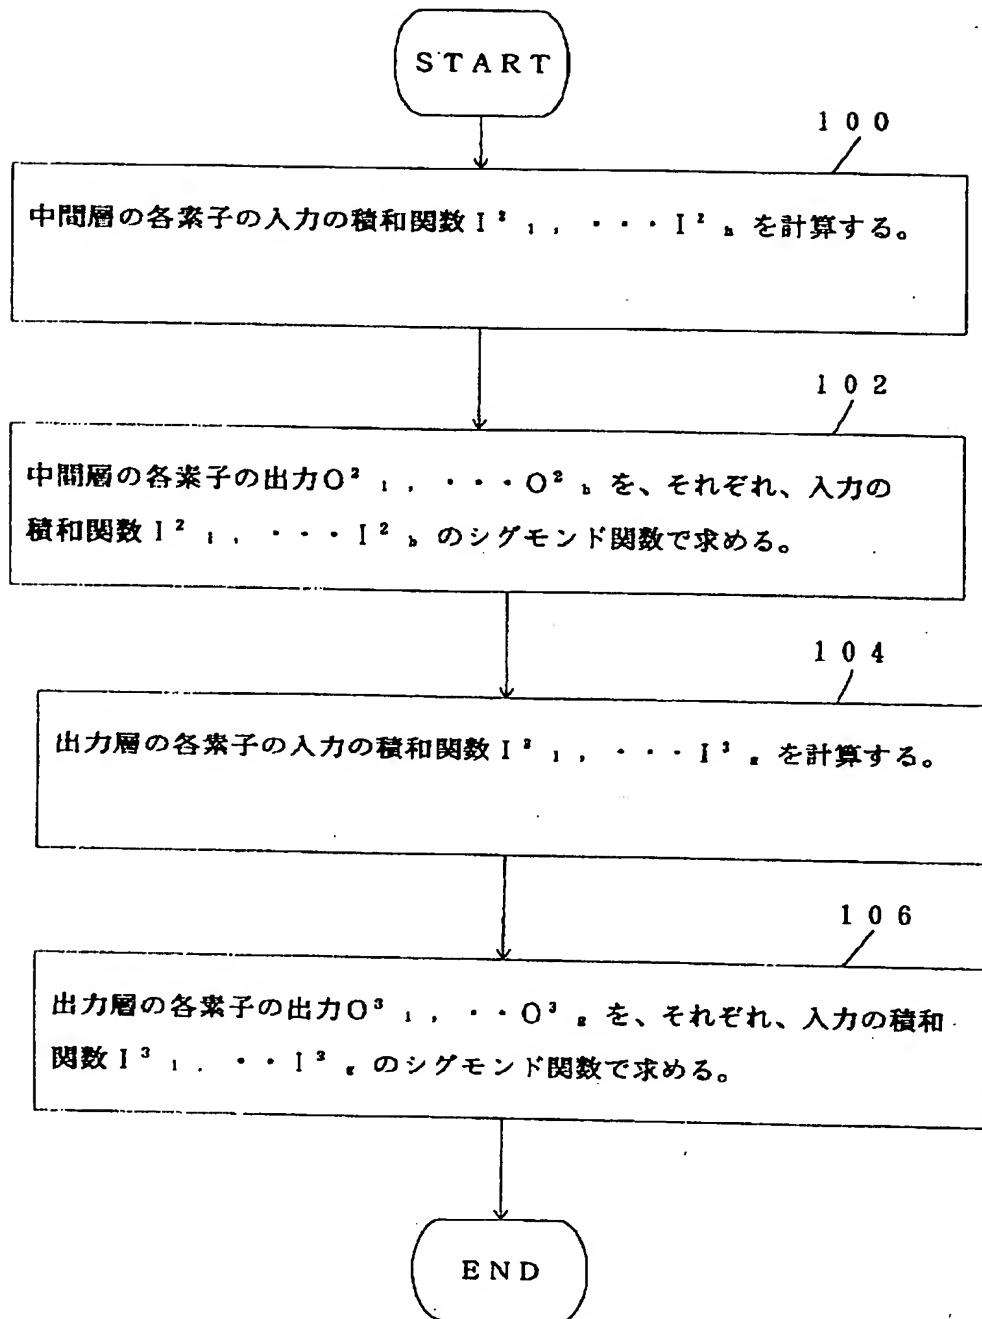 START
100
中間層の各素子の入力の積和関数I²₁, ・・・I²ₕを計算する。
102
中間層の各素子の出力O²₁, ・・・O²ₕを、それぞれ、入力の
積和関数I²₁, ・・・I²ₕのシグモンド関数で求める。
104
出力層の各素子の入力の積和関数I³₁, ・・・I³を計算する。
106
出力層の各素子の出力O³₁, ・・O³を、それぞれ、入力の積和
関数I³₁, ・・I³のシグモンド関数で求める。
END